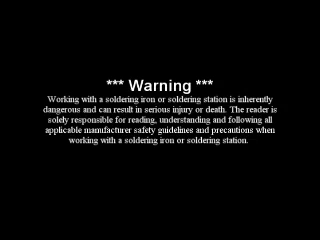 *** Warning ***
Working with a soldering iron or soldering station is inherently
dangerous and can result in serious injury or death. The reader is
solely responsible for reading, understanding and following all
applicable manufacturer safety guidelines and precautions when
working with a soldering iron or soldering station.